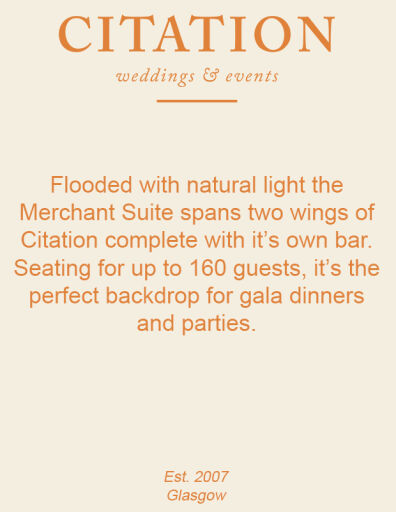 CITATION
weddings & events
Flooded with natural light the
Merchant Suite spans two wings of
Citation complete with it’s own bar.
Seating for up to 160 guests, it’s the
perfect backdrop for gala dinners
and parties.
Est. 2007
Glasgow